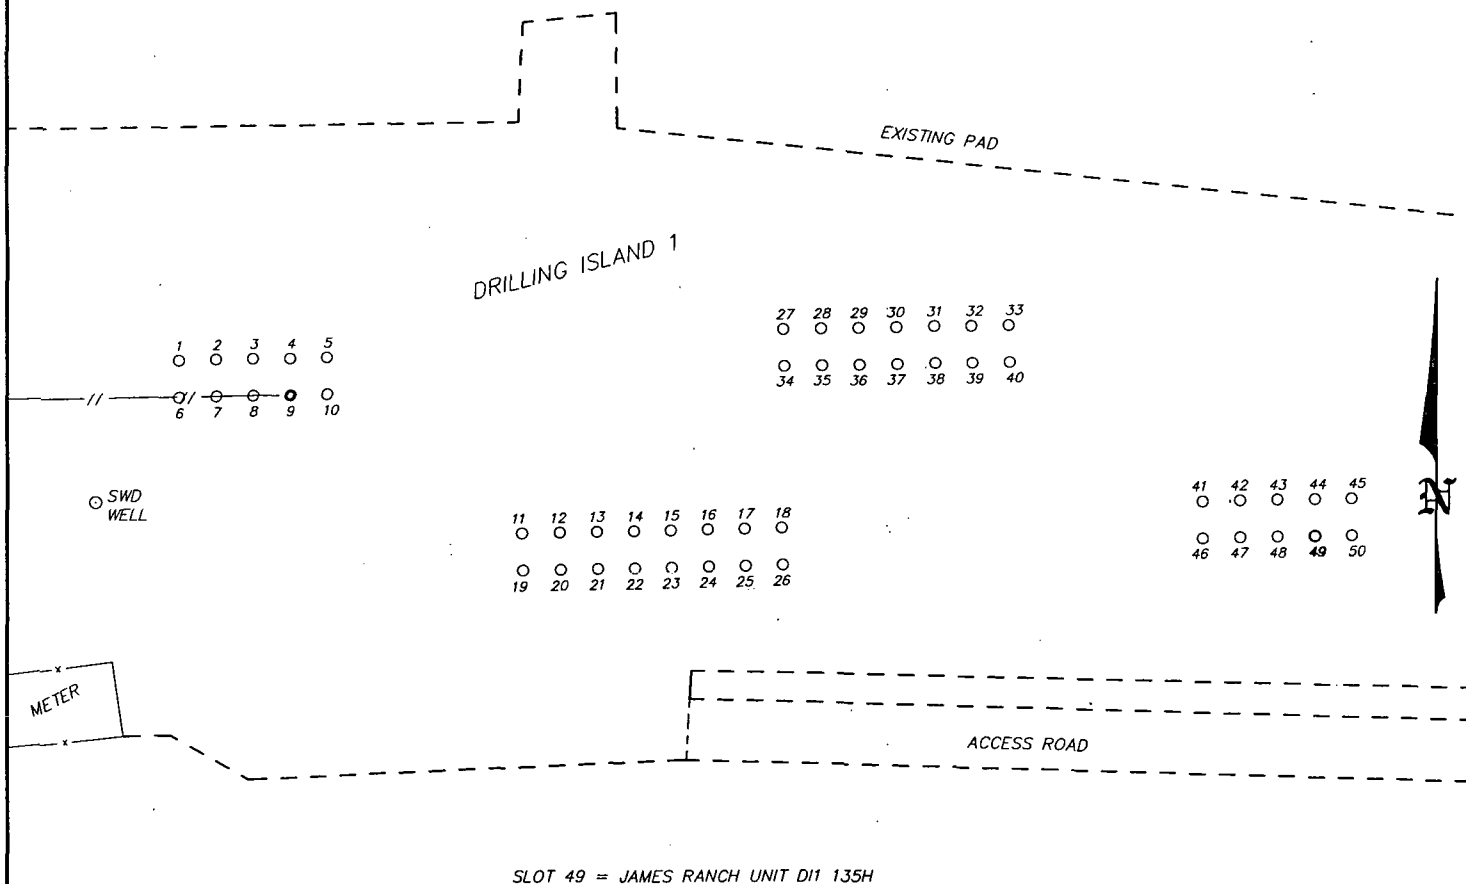 EXISTING PAD
DRILLING ISLAND 1
27 28 29 30 31 32 33
34 35 36 37 38 39 40
1 2 3 4 5
6 7 8 9 10
SWD
WELL
41 42 43 44 45
46 47 48 49 50
N
11 12 13 14 15 16 17 18
19 20 21 22 23 24 25 26
METER
ACCESS ROAD
SLOT 49 = JAMES RANCH UNIT DI1 135H